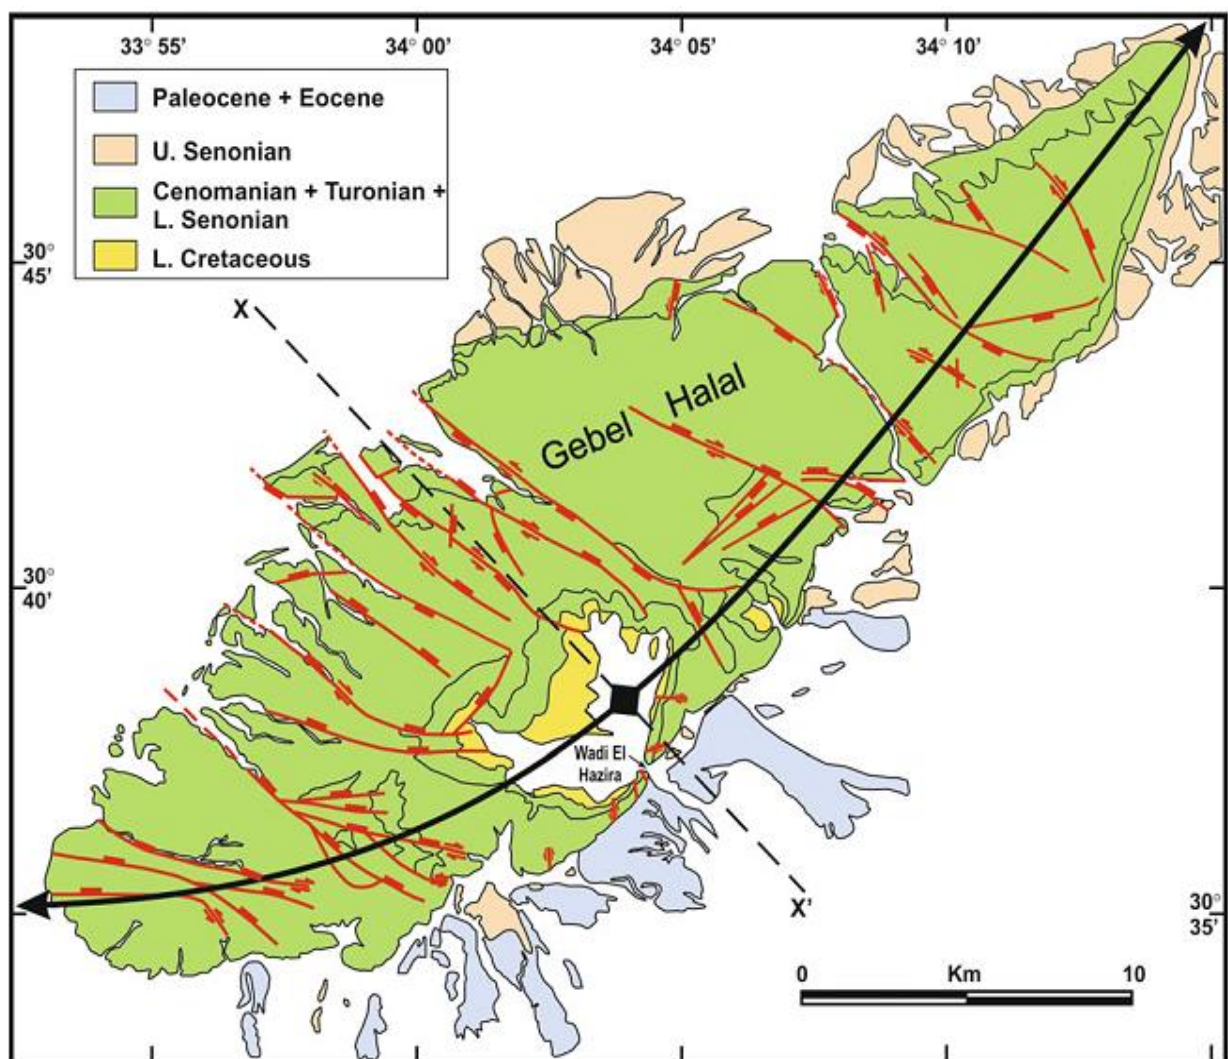 33° 55' 34° 00' 34° 05' 34° 10'
Paleocene + Eocene
U. Senonian
Cenomanian + Turonian +
L. Senonian
L. Cretaceous
30°
45'
X
Gebel Halal
30°
40'
Wadi El
Hazira
X'
30°
35'
0 Km 10